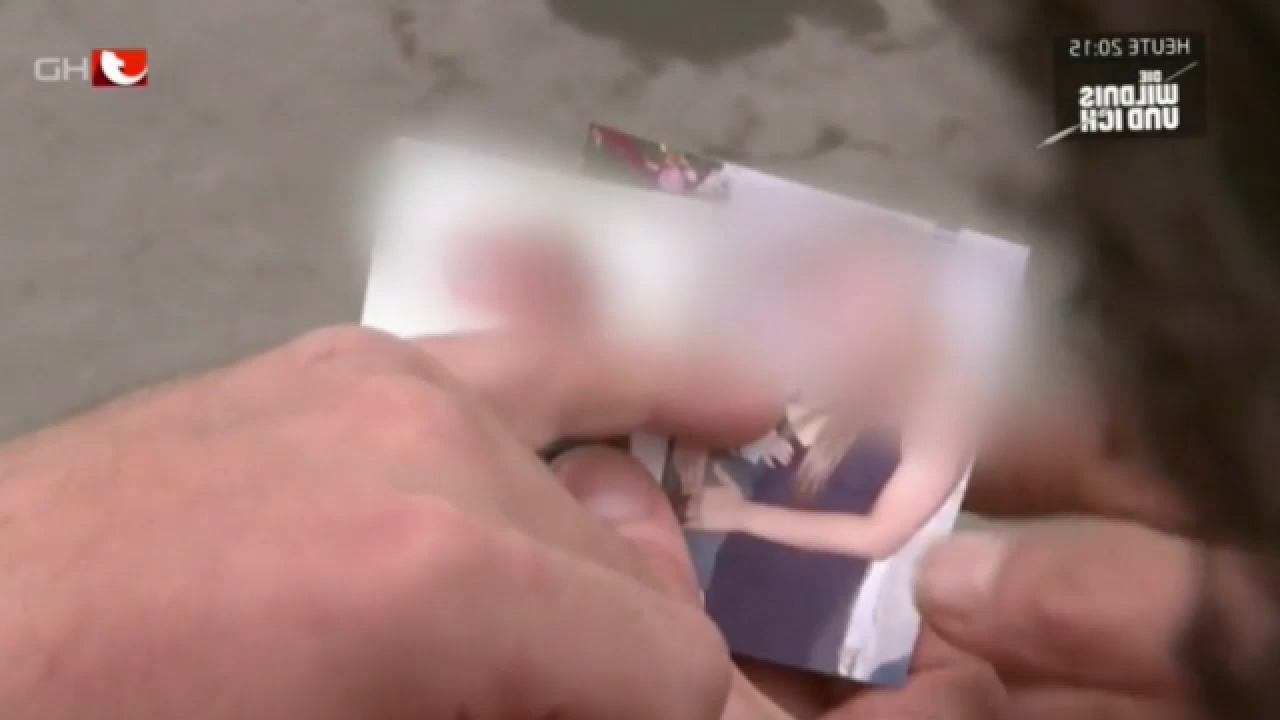 HD
HEUTE 20:15
DIE
WILDNIS
UND ICH